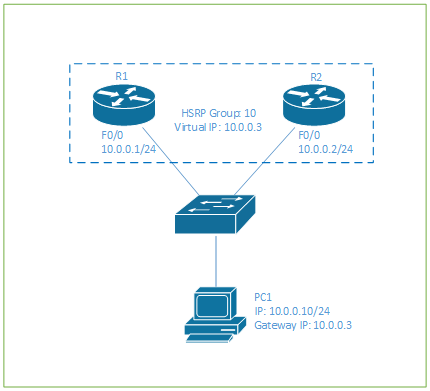 R1
R2
HSRP Group: 10
Virtual IP: 10.0.0.3
F0/0
10.0.0.1/24
F0/0
10.0.0.2/24
PC1
IP: 10.0.0.10/24
Gateway IP: 10.0.0.3